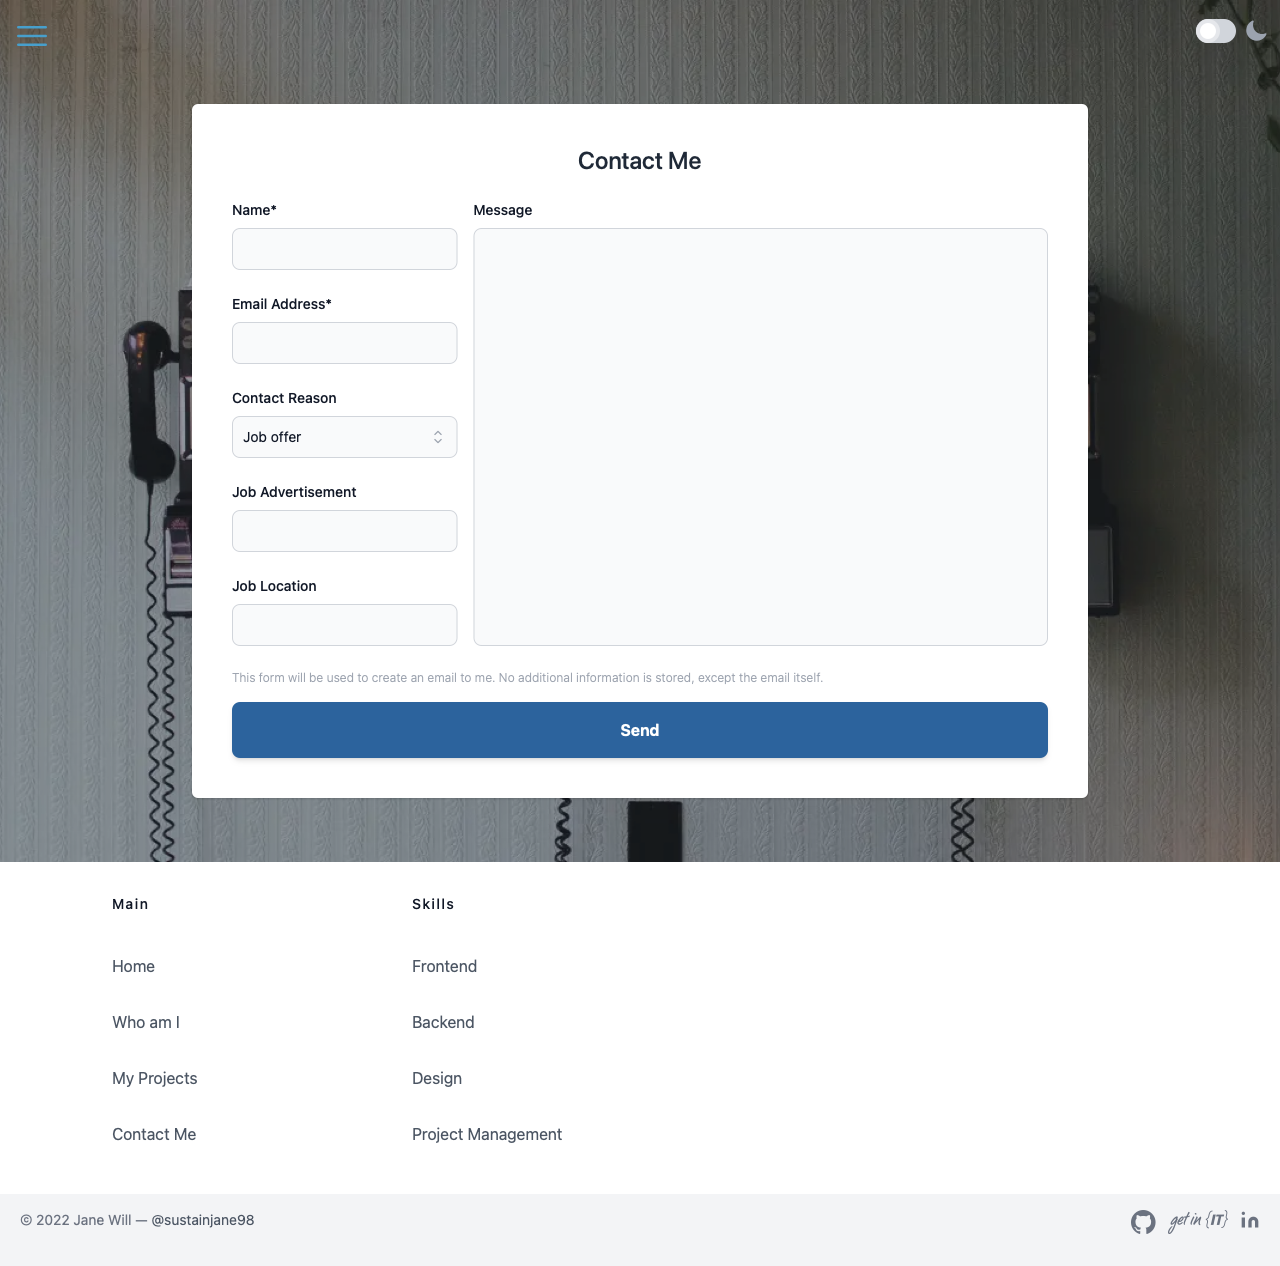 Contact Me
Name*
Message
Email Address*
Contact Reason
Job offer
Job Advertisement
Job Location
This form will be used to create an email to me. No additional information is stored, except the email itself.
Send
Main
Skills
Home
Frontend
Who am I
Backend
My Projects
Design
Contact Me
Project Management
© 2022 Jane Will — @sustainjane98
get in {IT}
in